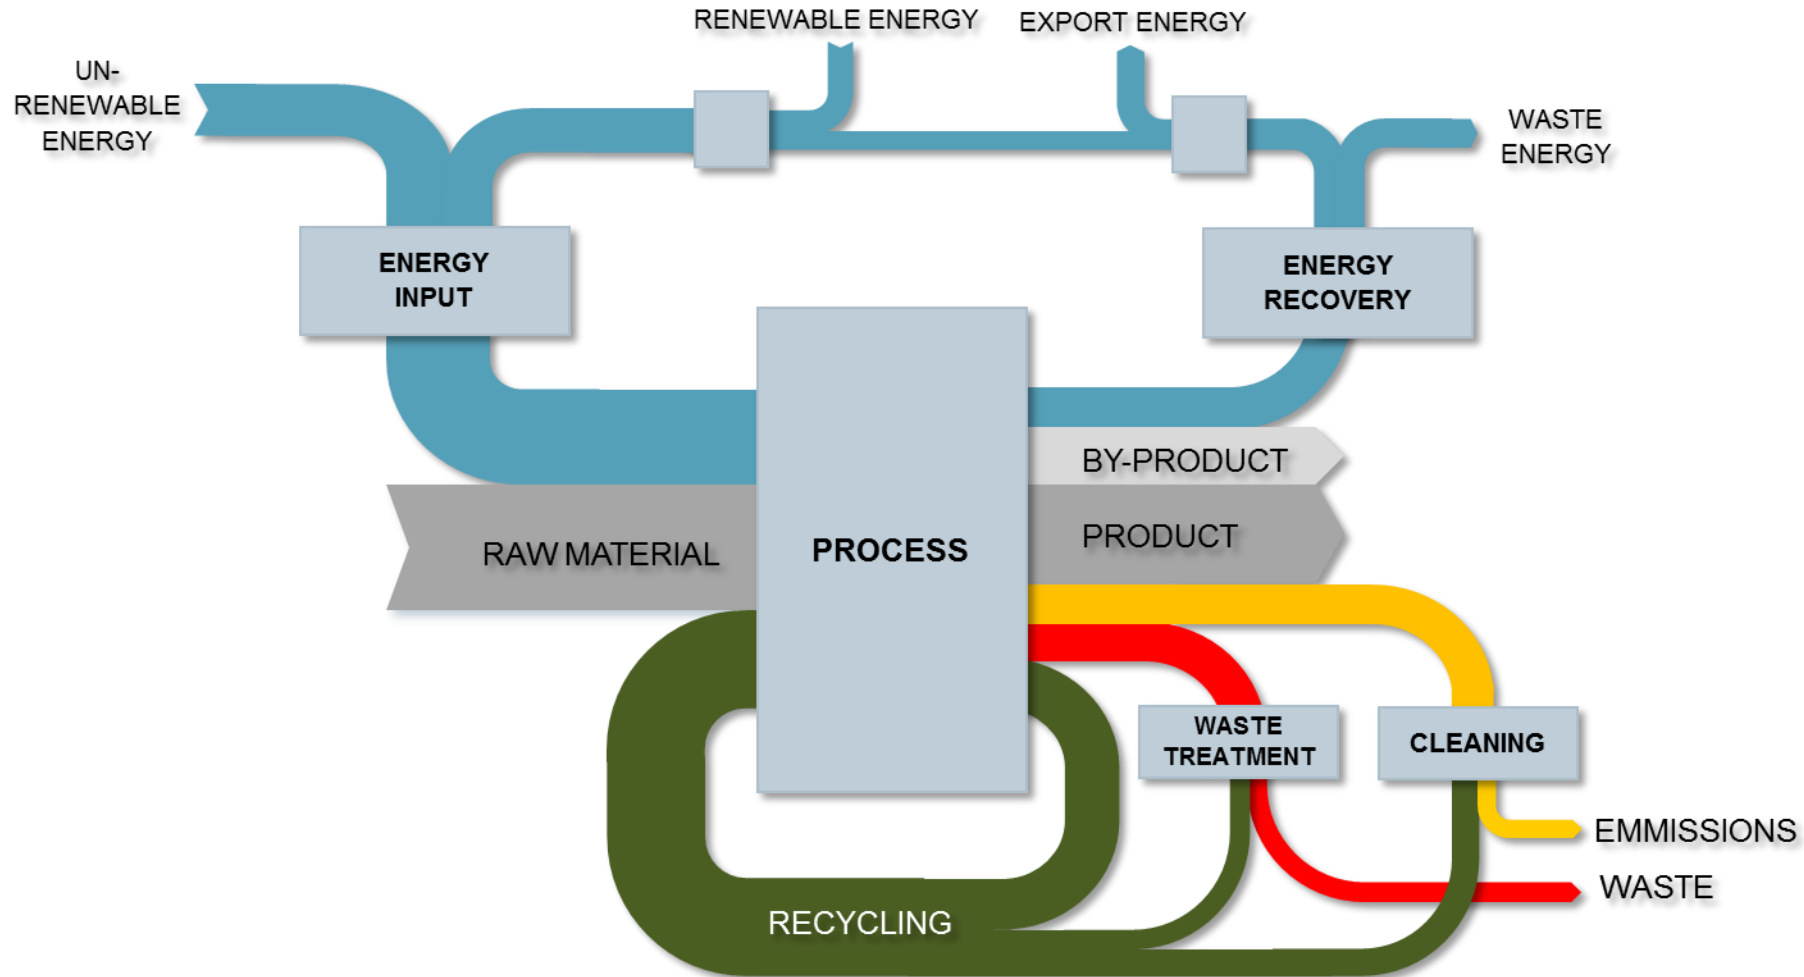 RENEWABLE ENERGY
EXPORT ENERGY
UN-
RENEWABLE
ENERGY
WASTE
ENERGY
ENERGY
INPUT
ENERGY
RECOVERY
BY-PRODUCT
PRODUCT
RAW MATERIAL
PROCESS
WASTE
TREATMENT
CLEANING
EMMISSIONS
WASTE
RECYCLING